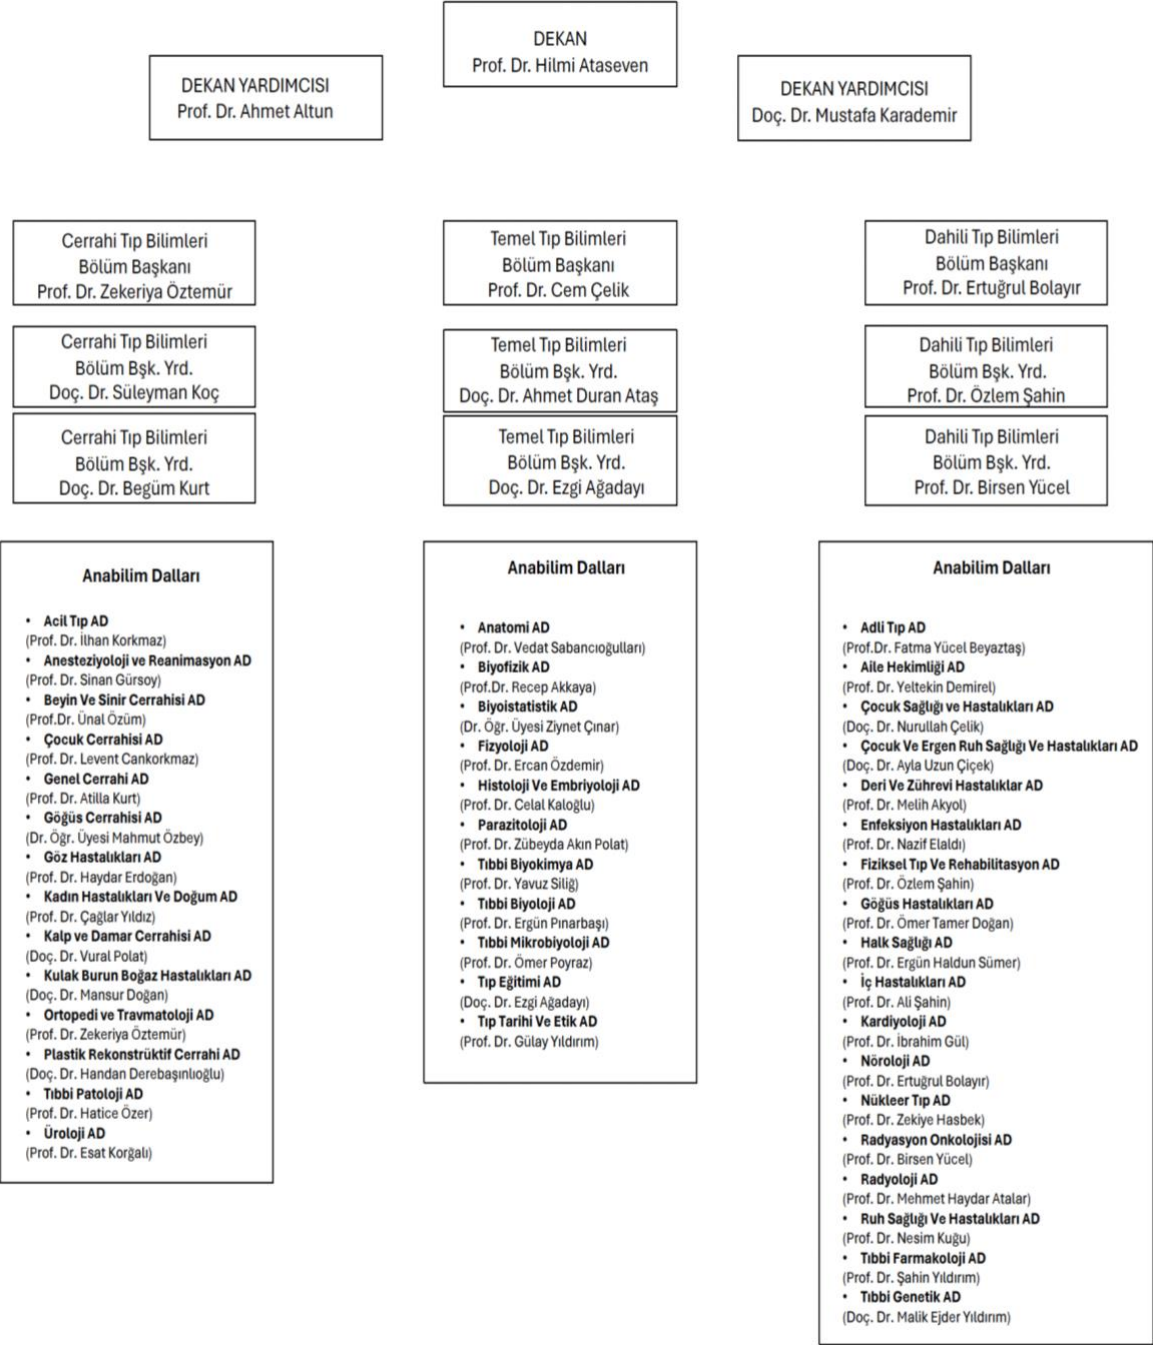 DEKAN
Prof. Dr. Hilmi Ataseven
DEKAN YARDIMCISI
Prof. Dr. Ahmet Altun
DEKAN YARDIMCISI
Doç. Dr. Mustafa Karademir
Cerrahi Tıp Bilimleri
Bölüm Başkanı
Prof. Dr. Zekeriya Öztemür
Temel Tıp Bilimleri
Bölüm Başkanı
Prof. Dr. Cem Çelik
Dahili Tıp Bilimleri
Bölüm Başkanı
Prof. Dr. Ertuğrul Bolayır
Cerrahi Tıp Bilimleri
Bölüm Bşk. Yrd.
Doç. Dr. Süleyman Koç
Temel Tıp Bilimleri
Bölüm Bşk. Yrd.
Doç. Dr. Ahmet Duran Ataş
Dahili Tıp Bilimleri
Bölüm Bşk. Yrd.
Prof. Dr. Özlem Şahin
Cerrahi Tıp Bilimleri
Bölüm Bşk. Yrd.
Doç. Dr. Begüm Kurt
Temel Tıp Bilimleri
Bölüm Bşk. Yrd.
Doç. Dr. Ezgi Ağadayı
Dahili Tıp Bilimleri
Bölüm Bşk. Yrd.
Prof. Dr. Birsen Yücel
Anabilim Dalları
• Acil Tıp AD
(Prof. Dr. İlhan Korkmaz)
• Anesteziyoloji ve Reanimasyon AD
(Prof. Dr. Sinan Gürsoy)
• Beyin Ve Sinir Cerrahisi AD
(Prof.Dr. Ünal Özüm)
• Çocuk Cerrahisi AD
(Prof. Dr. Levent Cankorkmaz)
• Genel Cerrahi AD
(Prof. Dr. Atilla Kurt)
• Göğüs Cerrahisi AD
(Dr. Öğr. Üyesi Mahmut Özbey)
• Göz Hastalıkları AD
(Prof. Dr. Haydar Erdoğan)
• Kadın Hastalıkları Ve Doğum AD
(Prof. Dr. Çağlar Yıldız)
• Kalp ve Damar Cerrahisi AD
(Doç. Dr. Vural Polat)
• Kulak Burun Boğaz Hastalıkları AD
(Doç. Dr. Mansur Doğan)
• Ortopedi ve Travmatoloji AD
(Prof. Dr. Zekeriya Öztemür)
• Plastik Rekonstrüktif Cerrahi AD
(Doç. Dr. Handan Derebaşınlıoğlu)
• Tıbbi Patoloji AD
(Prof. Dr. Hatice Özer)
• Üroloji AD
(Prof. Dr. Esat Korğalı)
Anabilim Dalları
• Anatomi AD
(Prof. Dr. Vedat Sabancıoğulları)
• Biyofizik AD
(Prof.Dr. Recep Akkaya)
• Biyoistatistik AD
(Dr. Öğr. Üyesi Ziynet Çınar)
• Fizyoloji AD
(Prof. Dr. Ercan Özdemir)
• Histoloji Ve Embriyoloji AD
(Prof. Dr. Celal Kaloğlu)
• Parazitoloji AD
(Prof. Dr. Zübeyda Akın Polat)
• Tıbbi Biyokimya AD
(Prof. Dr. Yavuz Siliğ)
• Tıbbi Biyoloji AD
(Prof. Dr. Ergün Pınarbaşı)
• Tıbbi Mikrobiyoloji AD
(Prof. Dr. Ömer Poyraz)
• Tıp Eğitimi AD
(Doç. Dr. Ezgi Ağadayı)
• Tıp Tarihi Ve Etik AD
(Prof. Dr. Gülay Yıldırım)
Anabilim Dalları
• Adli Tıp AD
(Prof.Dr. Fatma Yücel Beyaztaş)
• Aile Hekimliği AD
(Prof. Dr. Yeltekin Demirel)
• Çocuk Sağlığı ve Hastalıkları AD
(Doç. Dr. Nurullah Çelik)
• Çocuk Ve Ergen Ruh Sağlığı Ve Hastalıkları AD
(Doç. Dr. Ayla Uzun Çiçek)
• Deri Ve Zührevi Hastalıklar AD
(Prof. Dr. Melih Akyol)
• Enfeksiyon Hastalıkları AD
(Prof. Dr. Nazif Elaldı)
• Fiziksel Tıp Ve Rehabilitasyon AD
(Prof. Dr. Özlem Şahin)
• Göğüs Hastalıkları AD
(Prof. Dr. Ömer Tamer Doğan)
• Halk Sağlığı AD
(Prof. Dr. Ergün Haldun Sümer)
• İç Hastalıkları AD
(Prof. Dr. Ali Şahin)
• Kardiyoloji AD
(Prof. Dr. İbrahim Gül)
• Nöroloji AD
(Prof. Dr. Ertuğrul Bolayır)
• Nükleer Tıp AD
(Prof. Dr. Zekiye Hasbek)
• Radyasyon Onkolojisi AD
(Prof. Dr. Birsen Yücel)
• Radyoloji AD
(Prof. Dr. Mehmet Haydar Atalar)
• Ruh Sağlığı Ve Hastalıkları AD
(Prof. Dr. Nesim Kuğu)
• Tıbbi Farmakoloji AD
(Prof. Dr. Şahin Yıldırım)
• Tıbbi Genetik AD
(Doç. Dr. Malik Ejder Yıldırım)